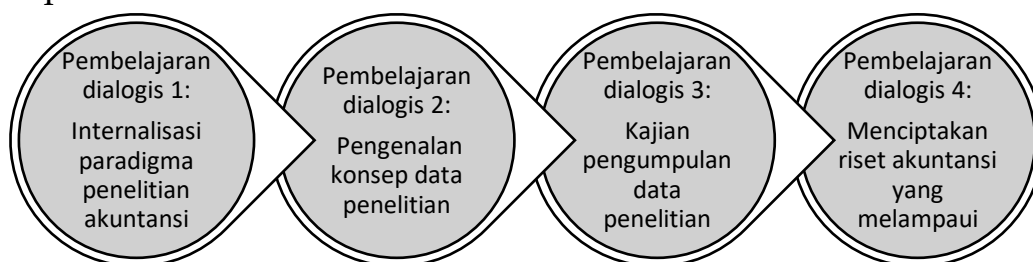 Pembelajaran
dialogis 1:
Internalisasi
paradigma
penelitian
akuntansi
Pembelajaran
dialogis 2:
Pengenalan
konsep data
penelitian
Pembelajaran
dialogis 3:
Kajian
pengumpulan
data
penelitian
Pembelajaran
dialogis 4:
Menciptakan
riset akuntansi
yang
melampaui